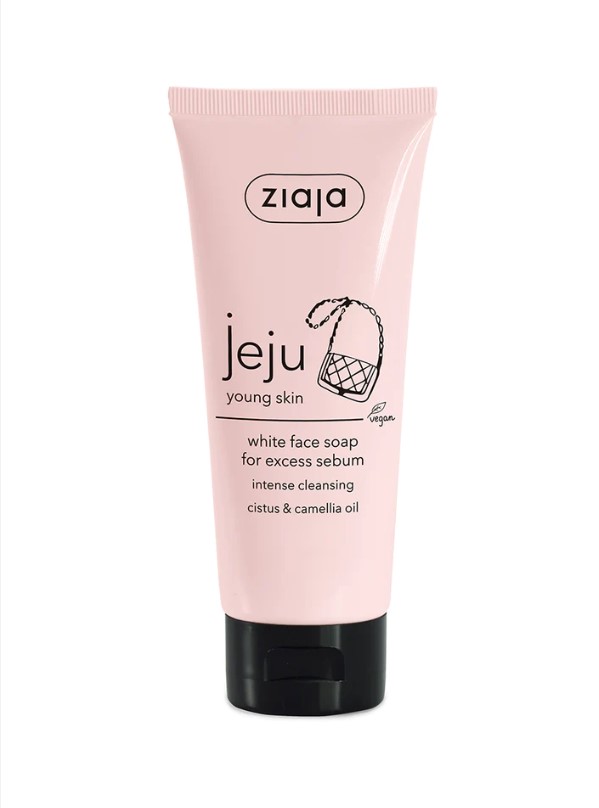 ziaja
jeju
young skin
vegan
white face soap
for excess sebum
intense cleansing
cistus & camellia oil